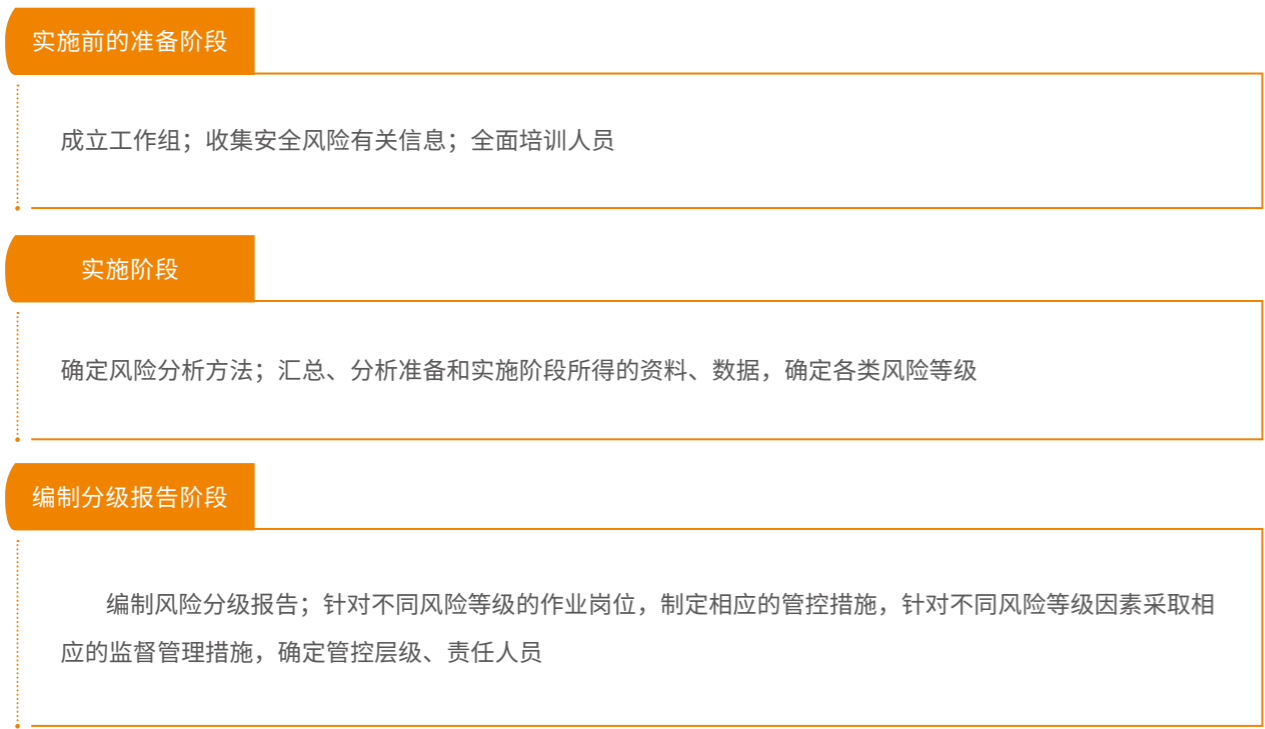 实施前的准备阶段
成立工作组；收集安全风险有关信息；全面培训人员
实施阶段
确定风险分析方法；汇总、分析准备和实施阶段所得的资料、数据，确定各类风险等级
编制分级报告阶段
编制风险分级报告；针对不同风险等级的作业岗位，制定相应的管控措施，针对不同风险等级因素采取相
应的监督管理措施，确定管控层级、责任人员